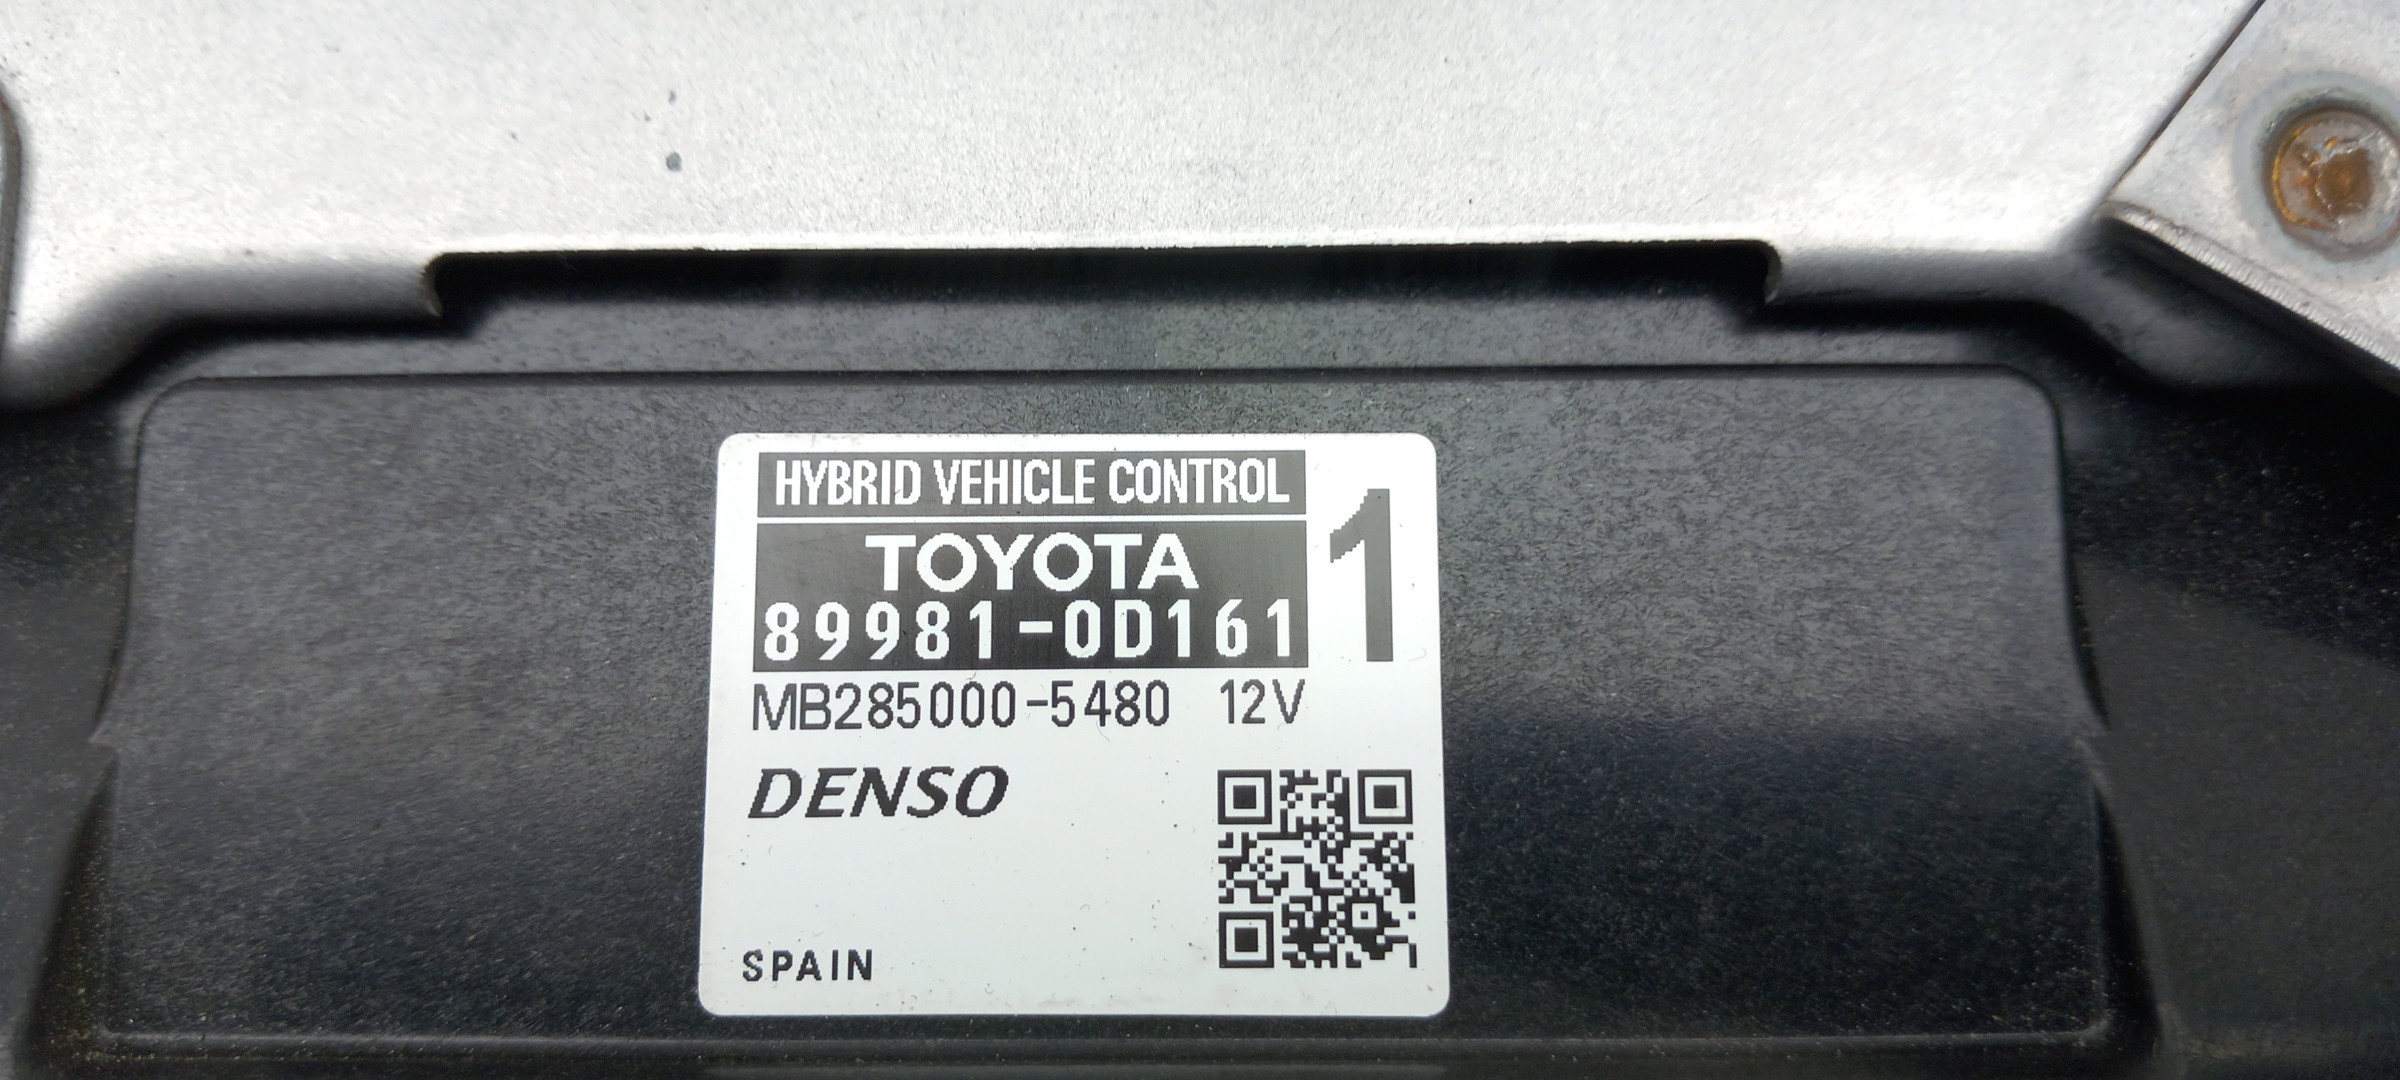 HYBRID VEHICLE CONTROL
1
TOYOTA
89981-0D161
MB285000-5480 12V
DENSO
SPAIN